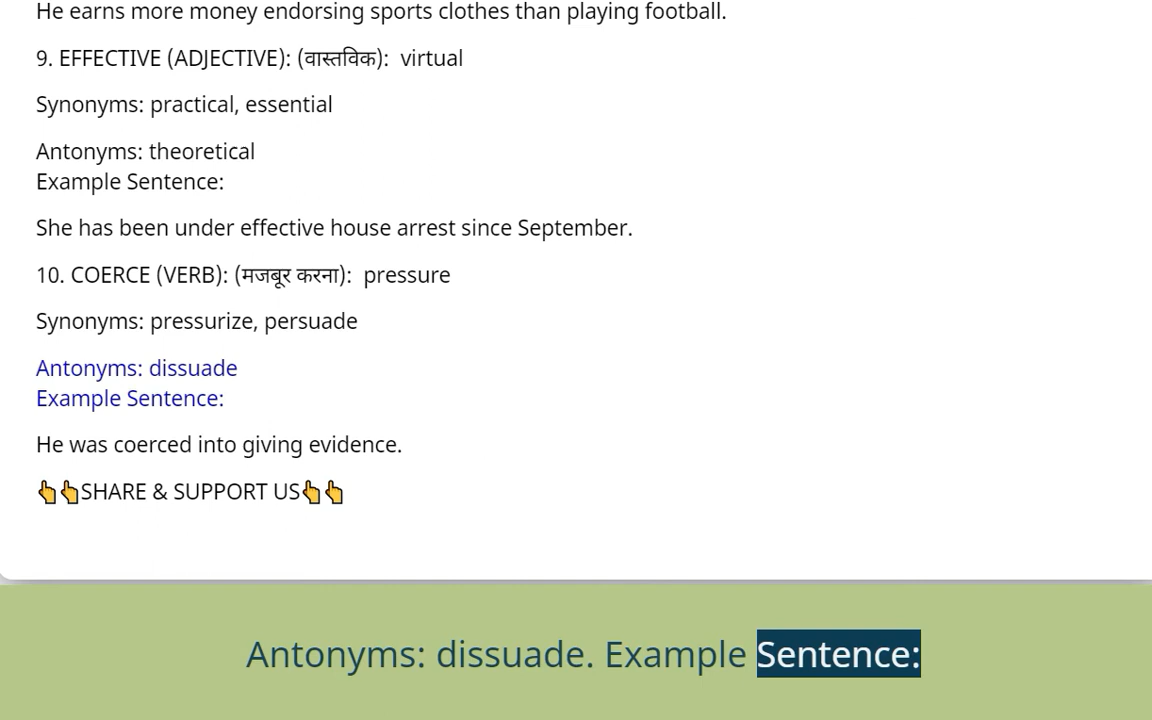 He earns more money endorsing sports clothes than playing football.
9. EFFECTIVE (ADJECTIVE): (वास्तविक):  virtual
Synonyms: practical, essential
Antonyms: theoretical
Example Sentence:
She has been under effective house arrest since September.
10. COERCE (VERB): (मजबूर करना):  pressure
Synonyms: pressurize, persuade
Antonyms: dissuade
Example Sentence:
He was coerced into giving evidence.
👆👆SHARE & SUPPORT US👆👆
Antonyms: dissuade. Example Sentence: